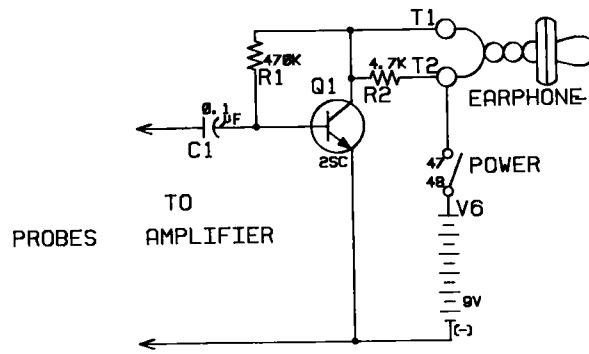 T1
470K
R1
4.7K T2
R2
Q1
EARPHONE
0.1
µF
C1
2SC
47
48
POWER
V6
TO
PROBES AMPLIFIER
9V
(-)